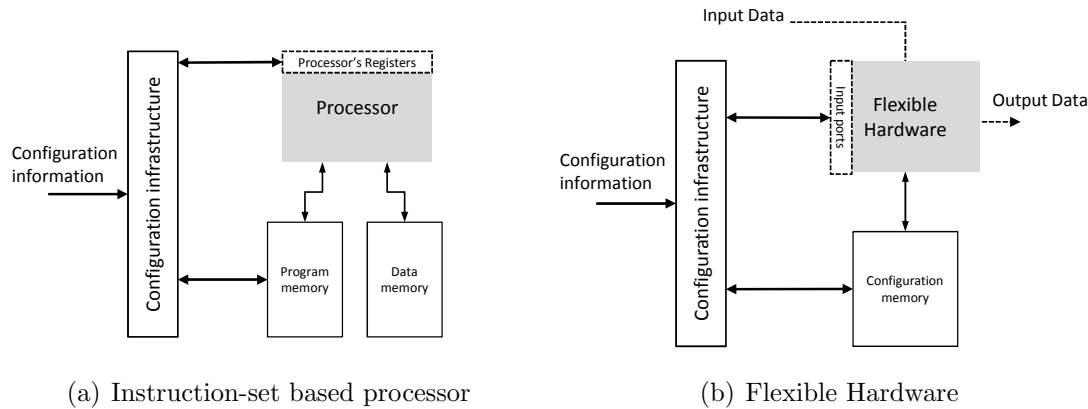 Configuration
information
Configuration infrastructure
Processor's Registers
Processor
Program
memory
Data
memory
(a) Instruction-set based processor
Input Data
Configuration
information
Configuration infrastructure
Input ports
Flexible
Hardware
Output Data
Configuration
memory
(b) Flexible Hardware